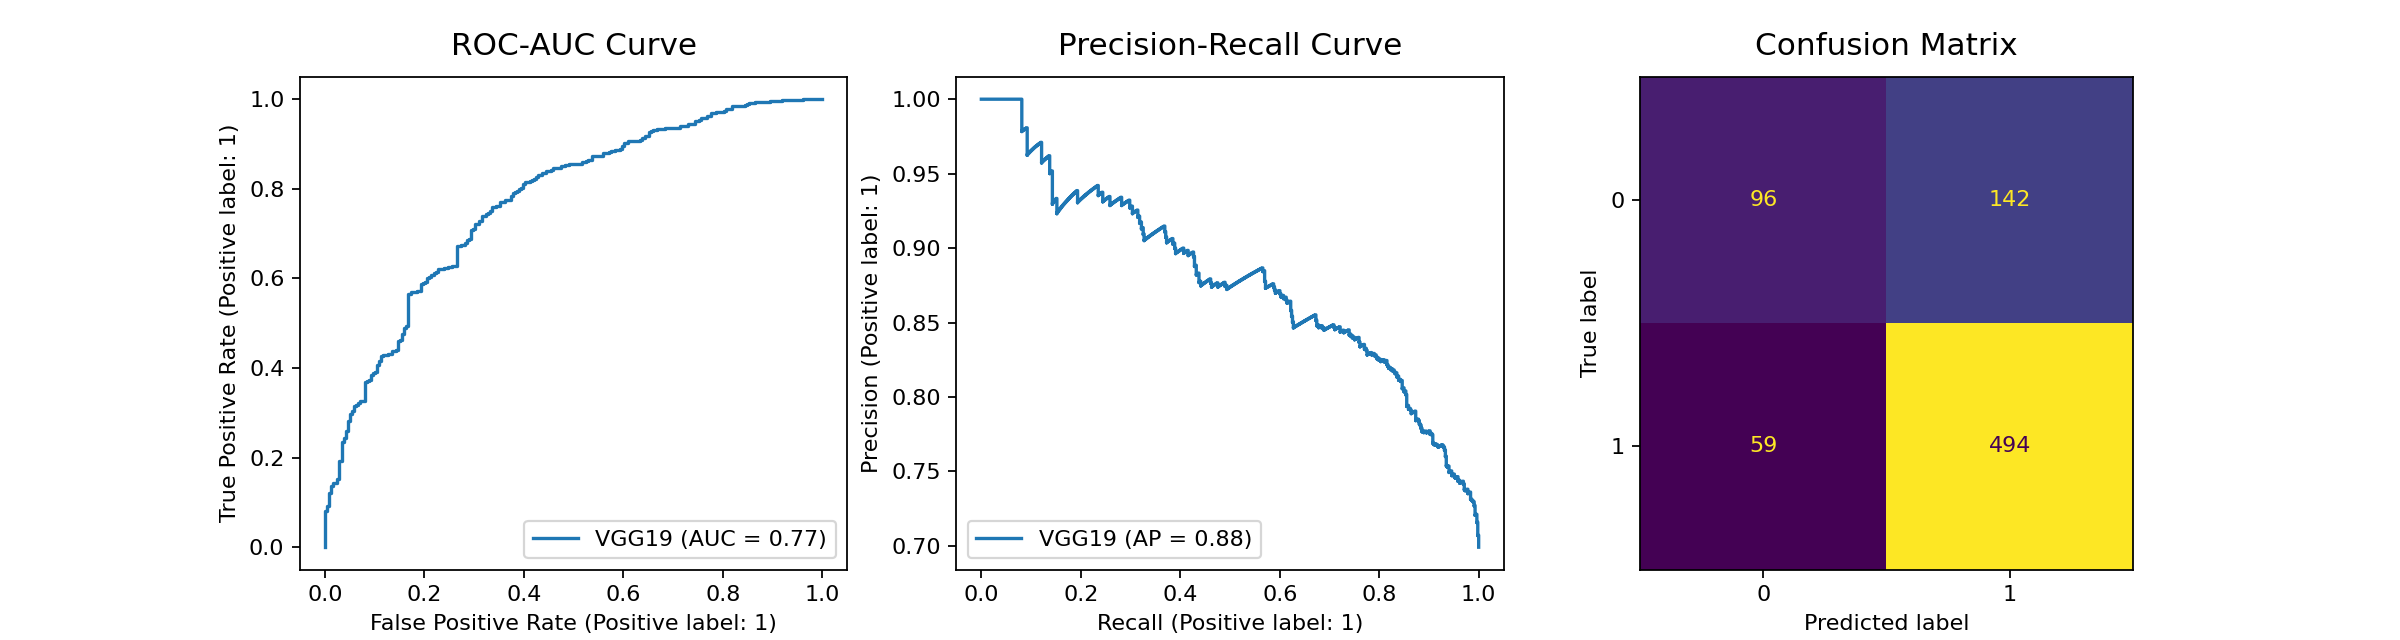 ROC-AUC Curve
True Positive Rate (Positive label: 1)
1.0
0.8
0.6
0.4
0.2
0.0
VGG19 (AUC = 0.77)
0.0 0.2 0.4 0.6 0.8 1.0
False Positive Rate (Positive label: 1)
Precision-Recall Curve
Precision (Positive label: 1)
1.00
0.95
0.90
0.85
0.80
0.75
0.70
VGG19 (AP = 0.88)
0.0 0.2 0.4 0.6 0.8 1.0
Recall (Positive label: 1)
Confusion Matrix
True label
0 96 142
1 59 494
0 1
Predicted label